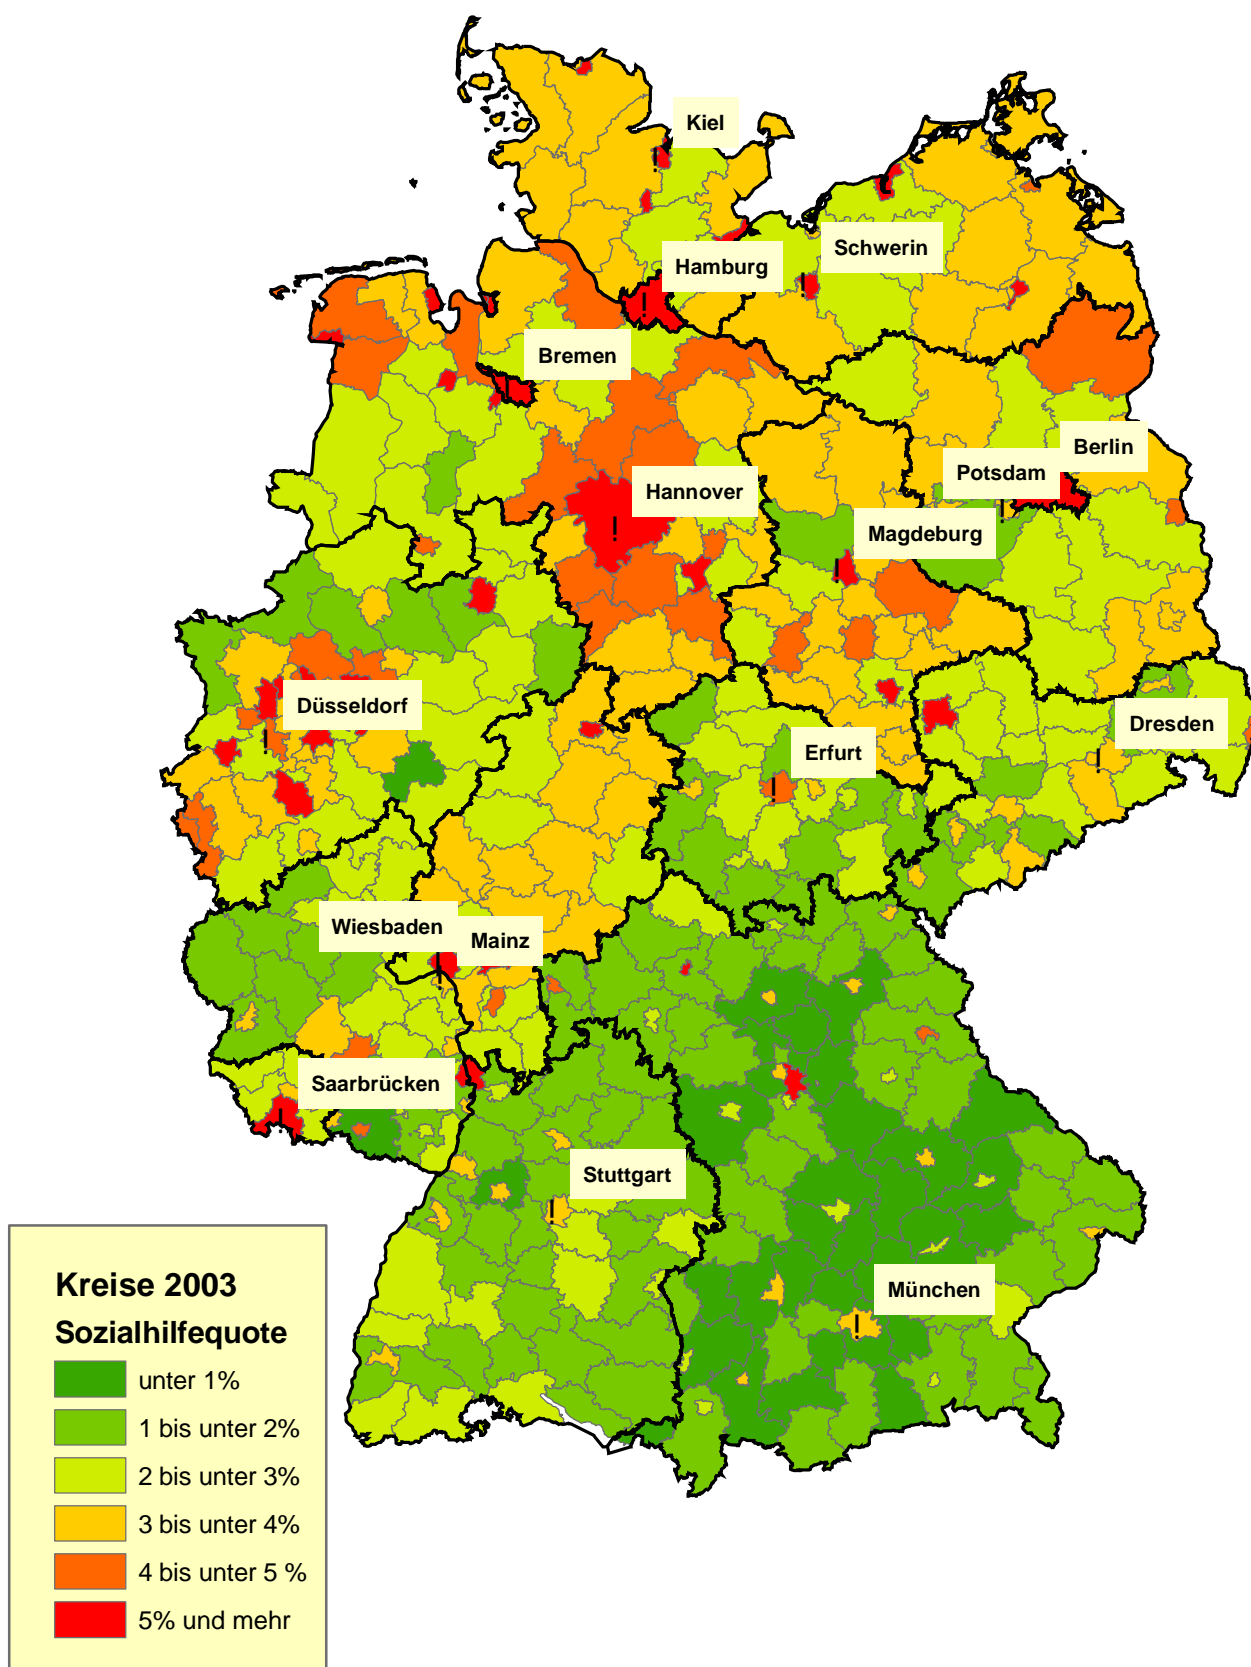 Kiel
Schwerin
Hamburg
Bremen
Berlin
Potsdam
Hannover
Magdeburg
Düsseldorf
Dresden
Erfurt
Wiesbaden
Mainz
Saarbrücken
Stuttgart
München
Kreise 2003
Sozialhilfequote
unter 1%
1 bis unter 2%
2 bis unter 3%
3 bis unter 4%
4 bis unter 5 %
5% und mehr